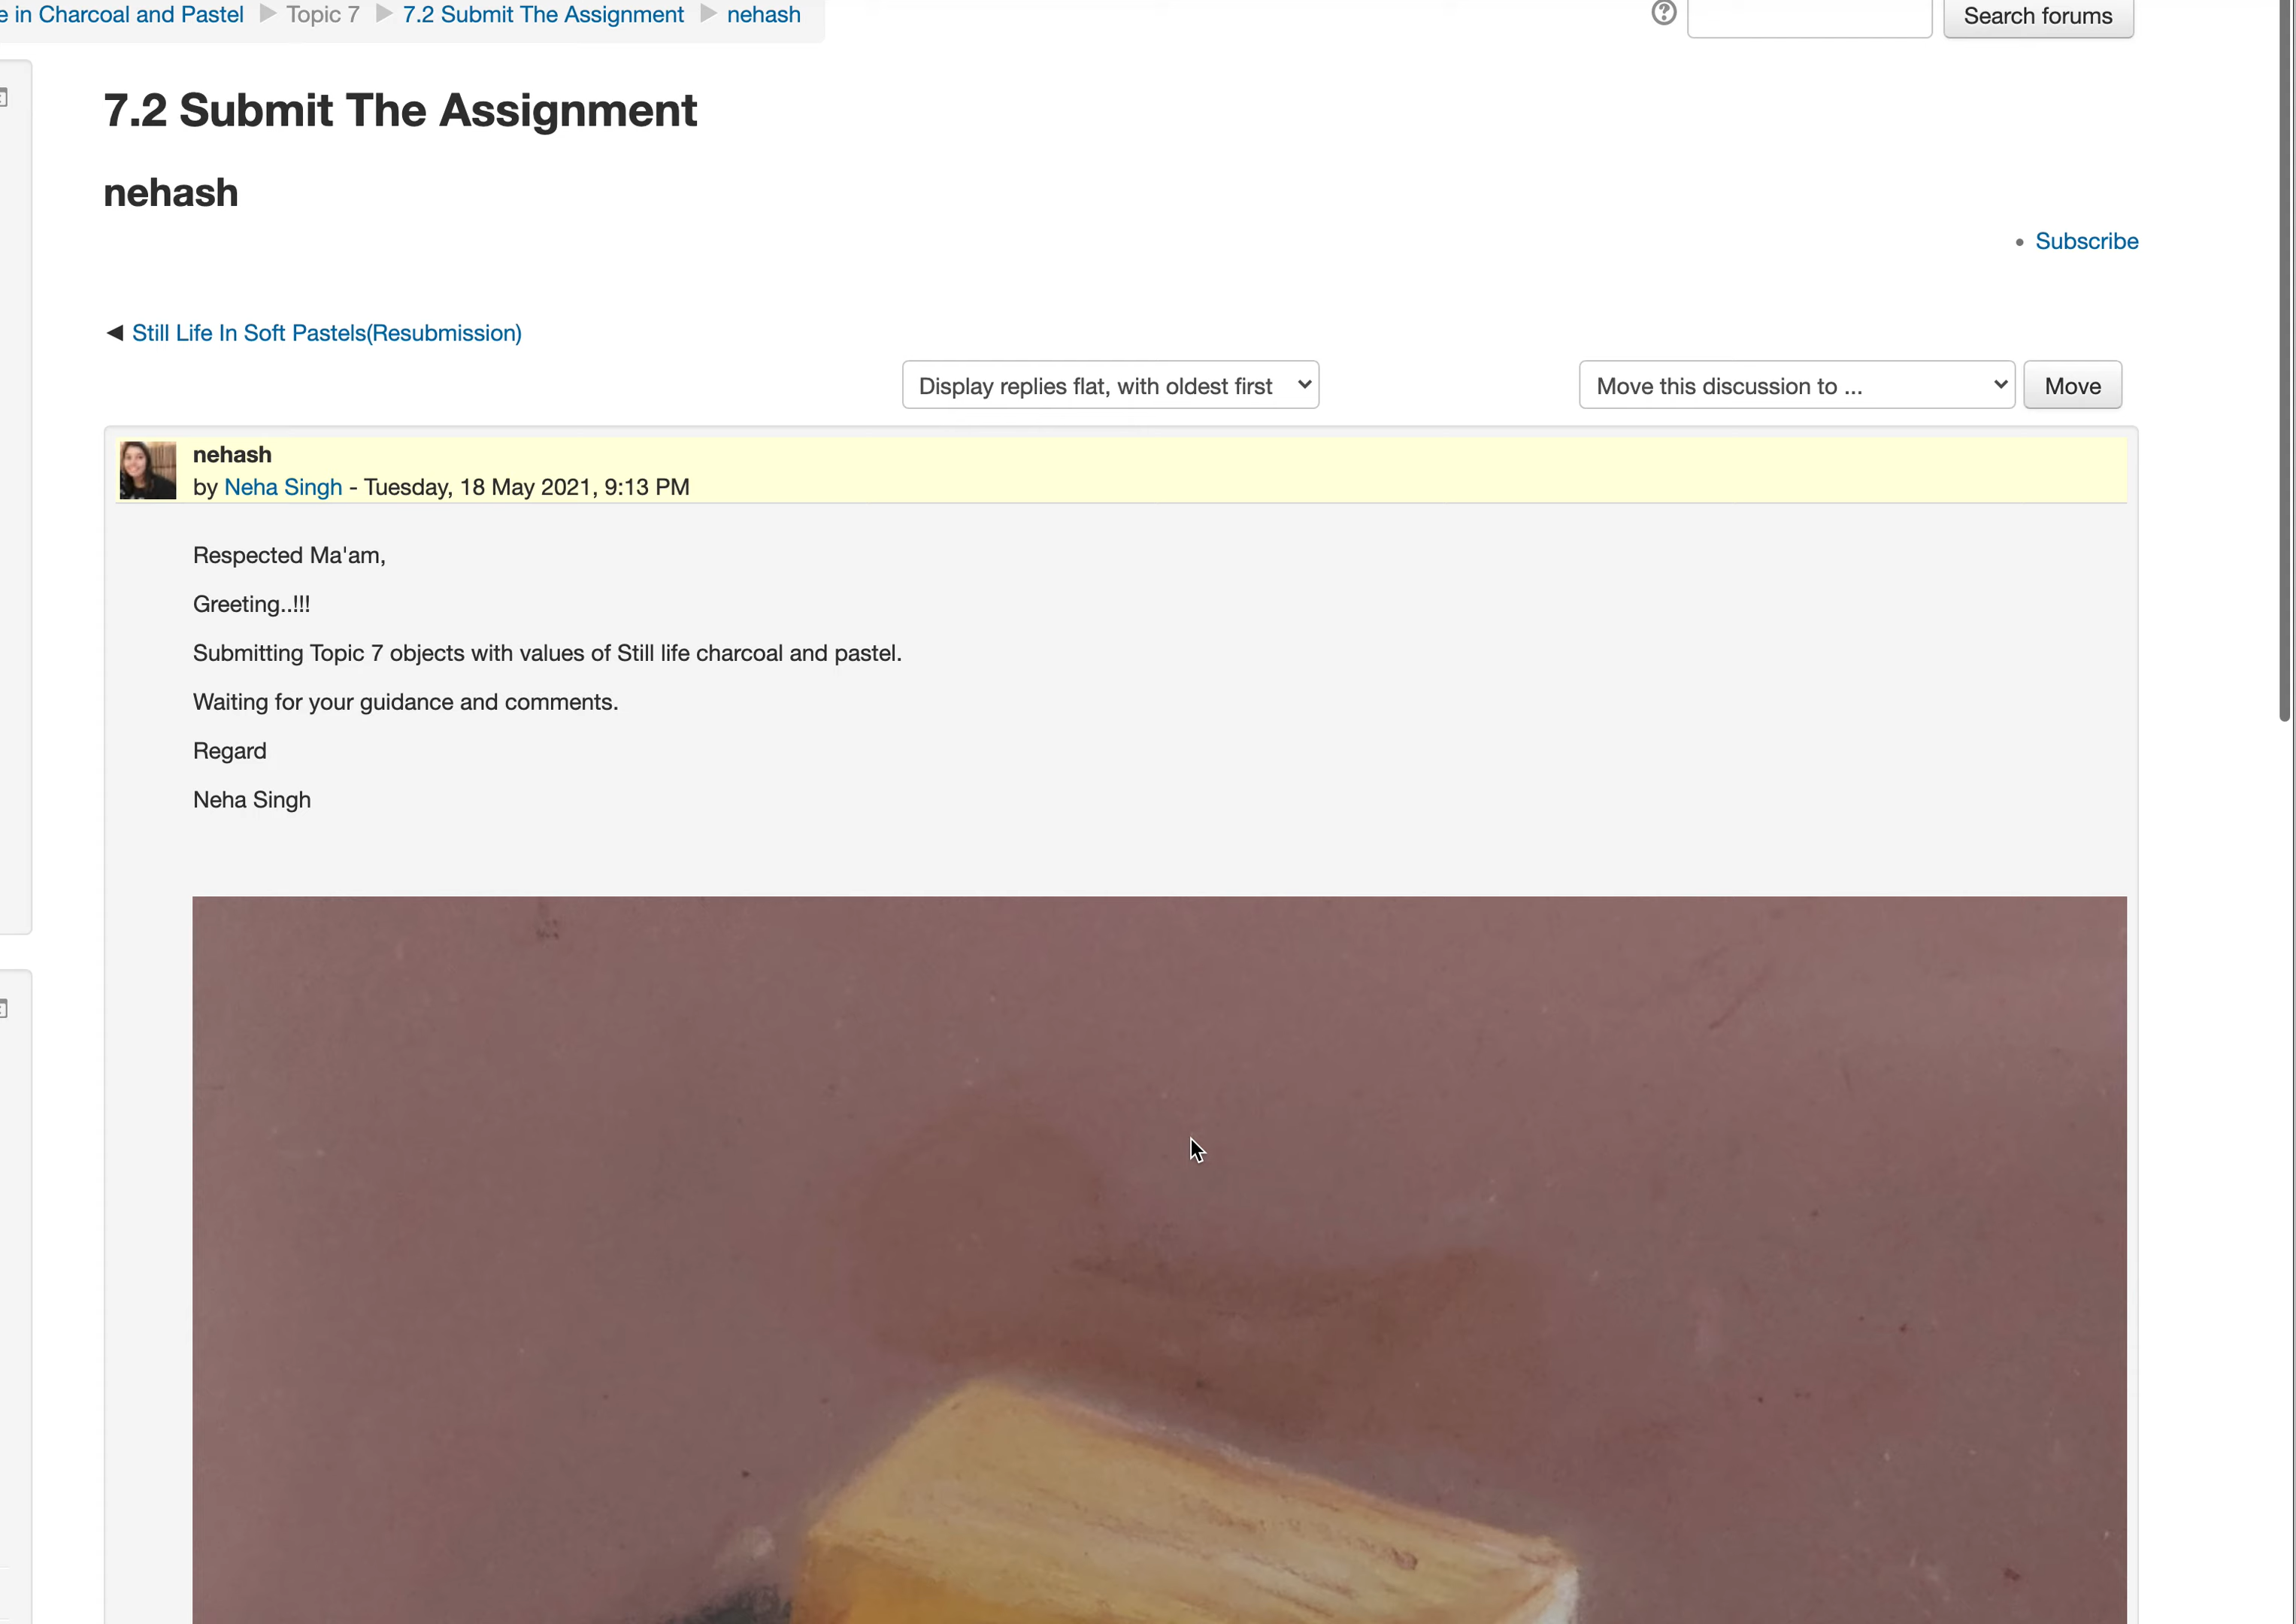 e in Charcoal and Pastel ▶ Topic 7 ▶ 7.2 Submit The Assignment ▶ nehash
Search forums
7.2 Submit The Assignment
nehash
Subscribe
◀ Still Life In Soft Pastels(Resubmission)
Display replies flat, with oldest first
Move this discussion to ...
Move
nehash
by Neha Singh - Tuesday, 18 May 2021, 9:13 PM
Respected Ma'am,
Greeting..!!!
Submitting Topic 7 objects with values of Still life charcoal and pastel.
Waiting for your guidance and comments.
Regard
Neha Singh